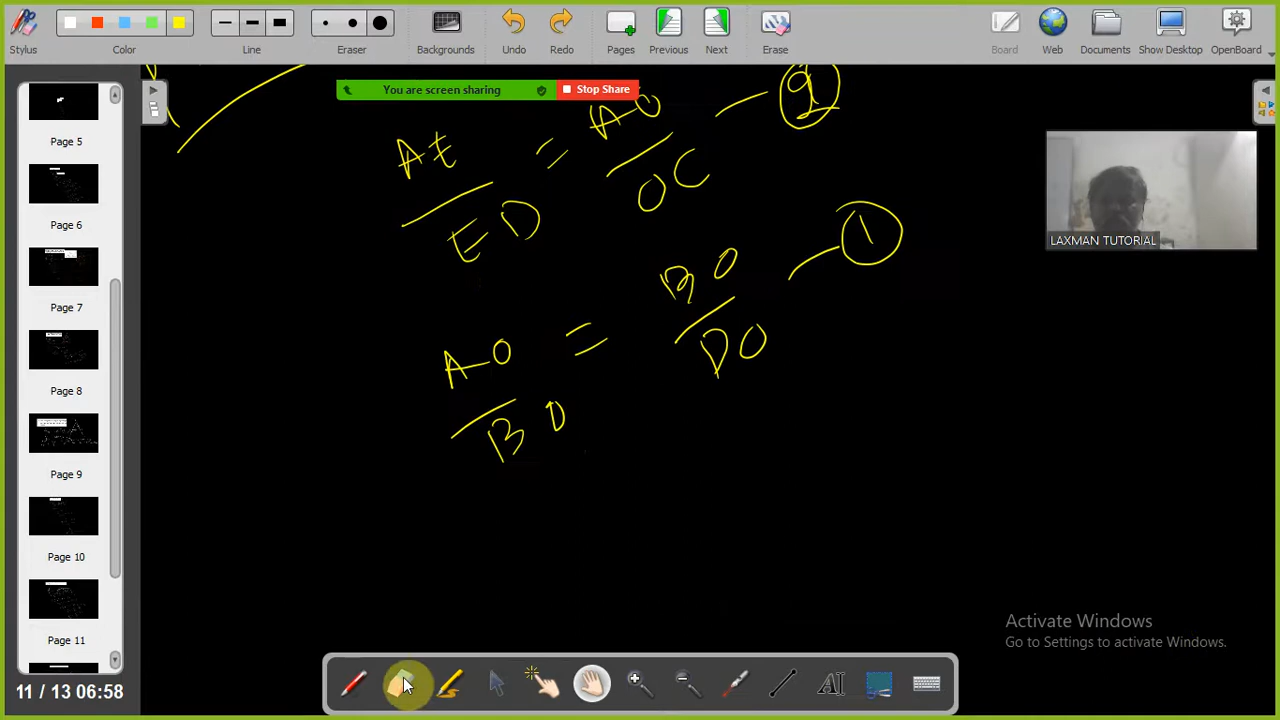 Stylus
Color
Line
Eraser
Backgrounds
Undo
Redo
Pages
Previous
Next
Erase
Board
Web
Documents
Show Desktop
OpenBoard
You are screen sharing
Stop Share
Page 5
Page 6
Page 7
Page 8
Page 9
Page 10
Page 11
AE = AO — 2
ED OC
AO = BO — 1
BO DO
LAXMAN TUTORIAL
Activate Windows
Go to Settings to activate Windows.
11 / 13 06:58
AI